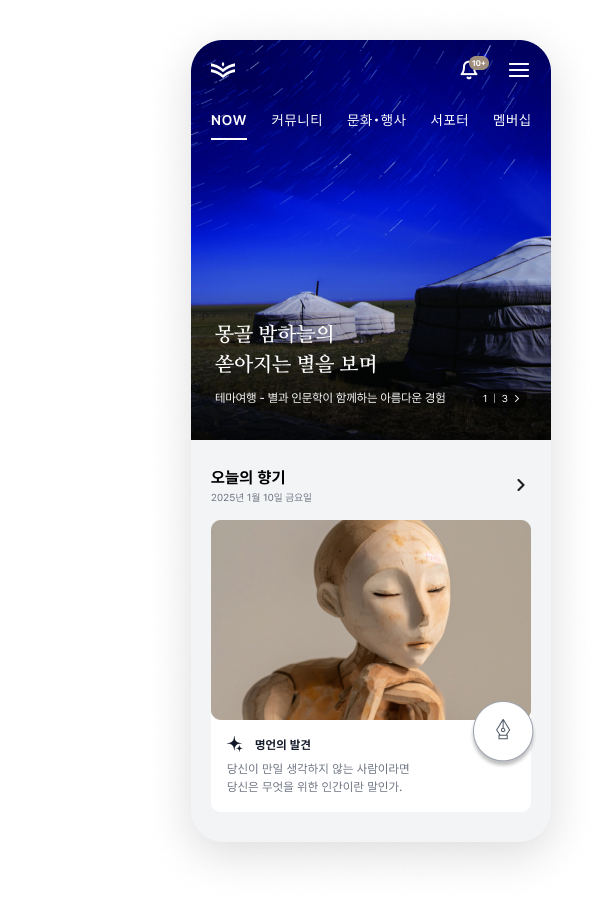 10+
NOW 커뮤니티 문화•행사 서포터 멤버십
몽골 밤하늘의
쏟아지는 별을 보며
테마여행 - 별과 인문학이 함께하는 아름다운 경험 1 | 3
오늘의 향기
2025년 1월 10일 금요일
명언의 발견
당신이 만일 생각하지 않는 사람이라면
당신은 무엇을 위한 인간이란 말인가.